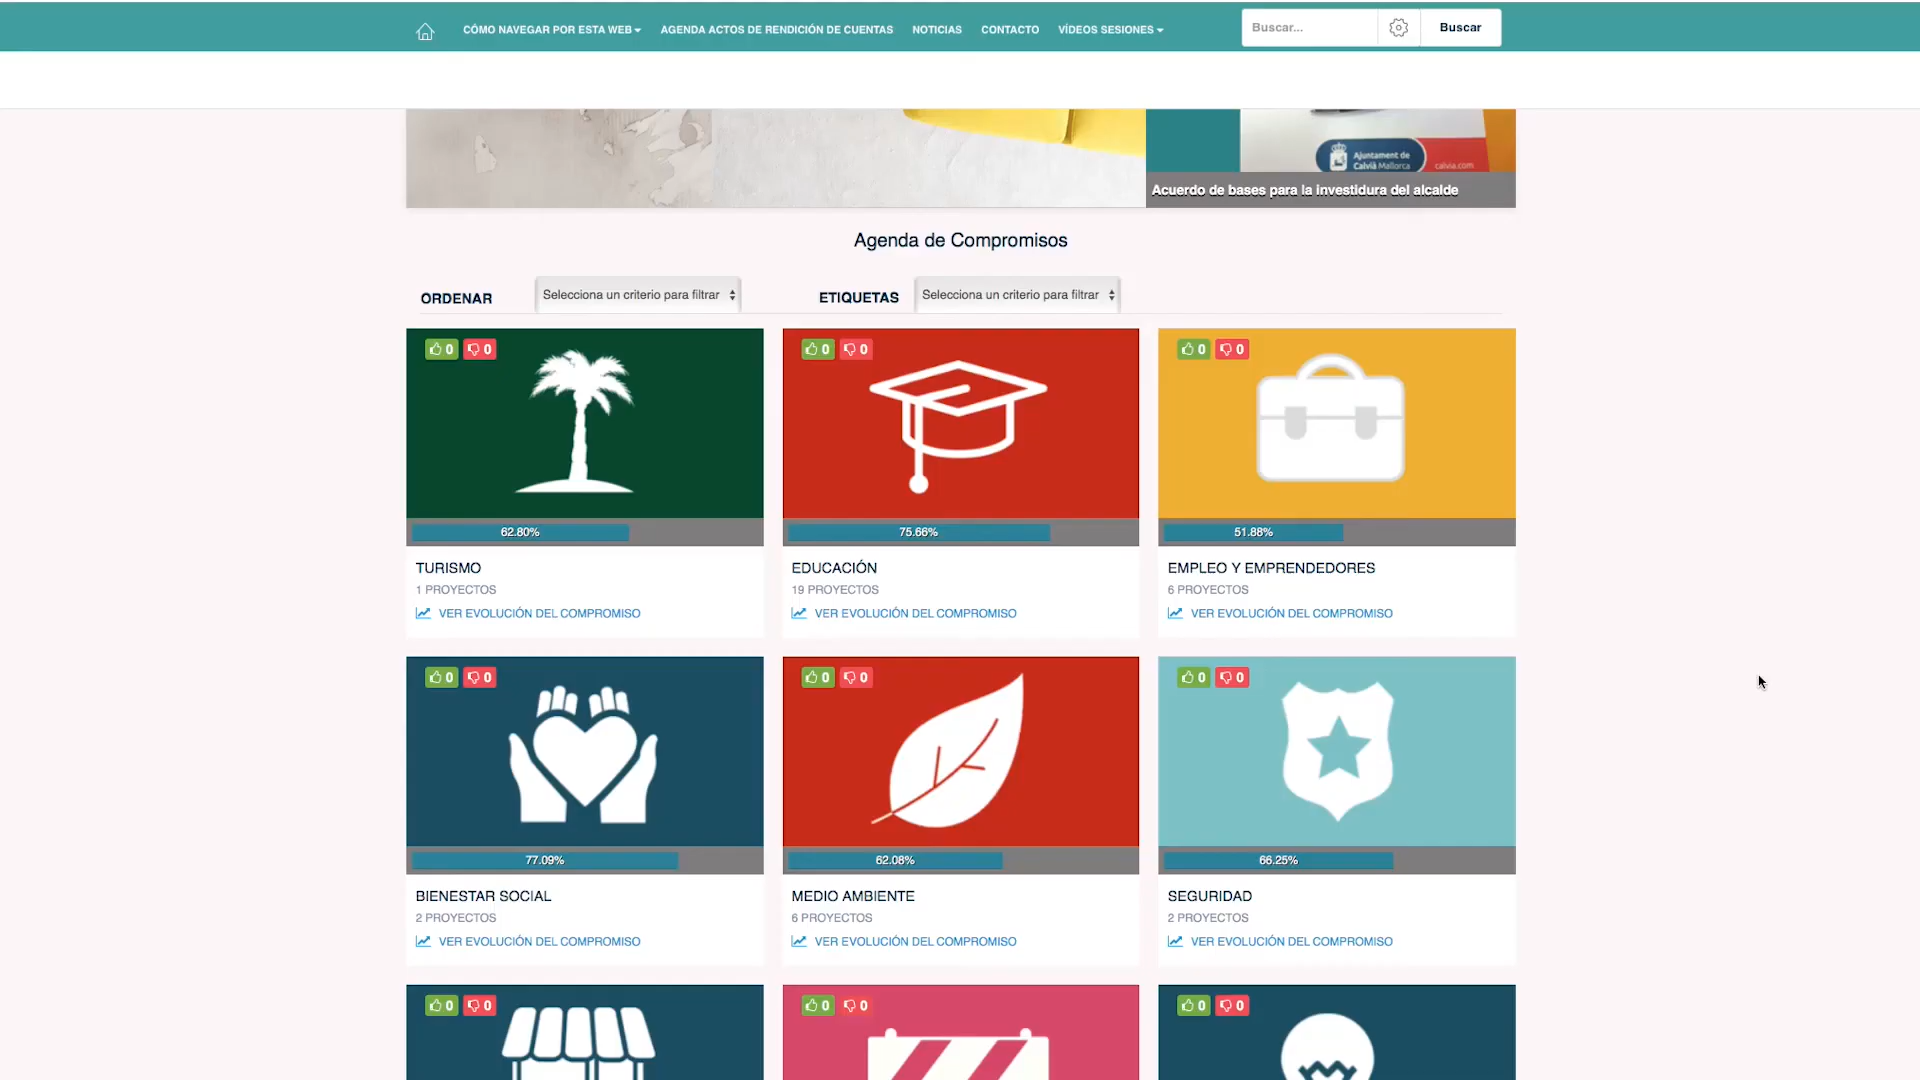 CÓMO NAVEGAR POR ESTA WEB
AGENDA ACTOS DE RENDICIÓN DE CUENTAS
NOTICIAS
CONTACTO
VÍDEOS SESIONES
Buscar...
Buscar
Ajuntament de
Calvià Mallorca
calvia.com
Acuerdo de bases para la investidura del alcalde
Agenda de Compromisos
ORDENAR
Selecciona un criterio para filtrar
ETIQUETAS
Selecciona un criterio para filtrar
0 0
0 0
0 0
62.80%
75.66%
51.88%
TURISMO
EDUCACIÓN
EMPLEO Y EMPRENDEDORES
1 PROYECTOS
19 PROYECTOS
6 PROYECTOS
VER EVOLUCIÓN DEL COMPROMISO
VER EVOLUCIÓN DEL COMPROMISO
VER EVOLUCIÓN DEL COMPROMISO
0 0
0 0
0 0
77.09%
62.08%
66.25%
BIENESTAR SOCIAL
MEDIO AMBIENTE
SEGURIDAD
2 PROYECTOS
6 PROYECTOS
2 PROYECTOS
VER EVOLUCIÓN DEL COMPROMISO
VER EVOLUCIÓN DEL COMPROMISO
VER EVOLUCIÓN DEL COMPROMISO
0 0
0 0
0 0